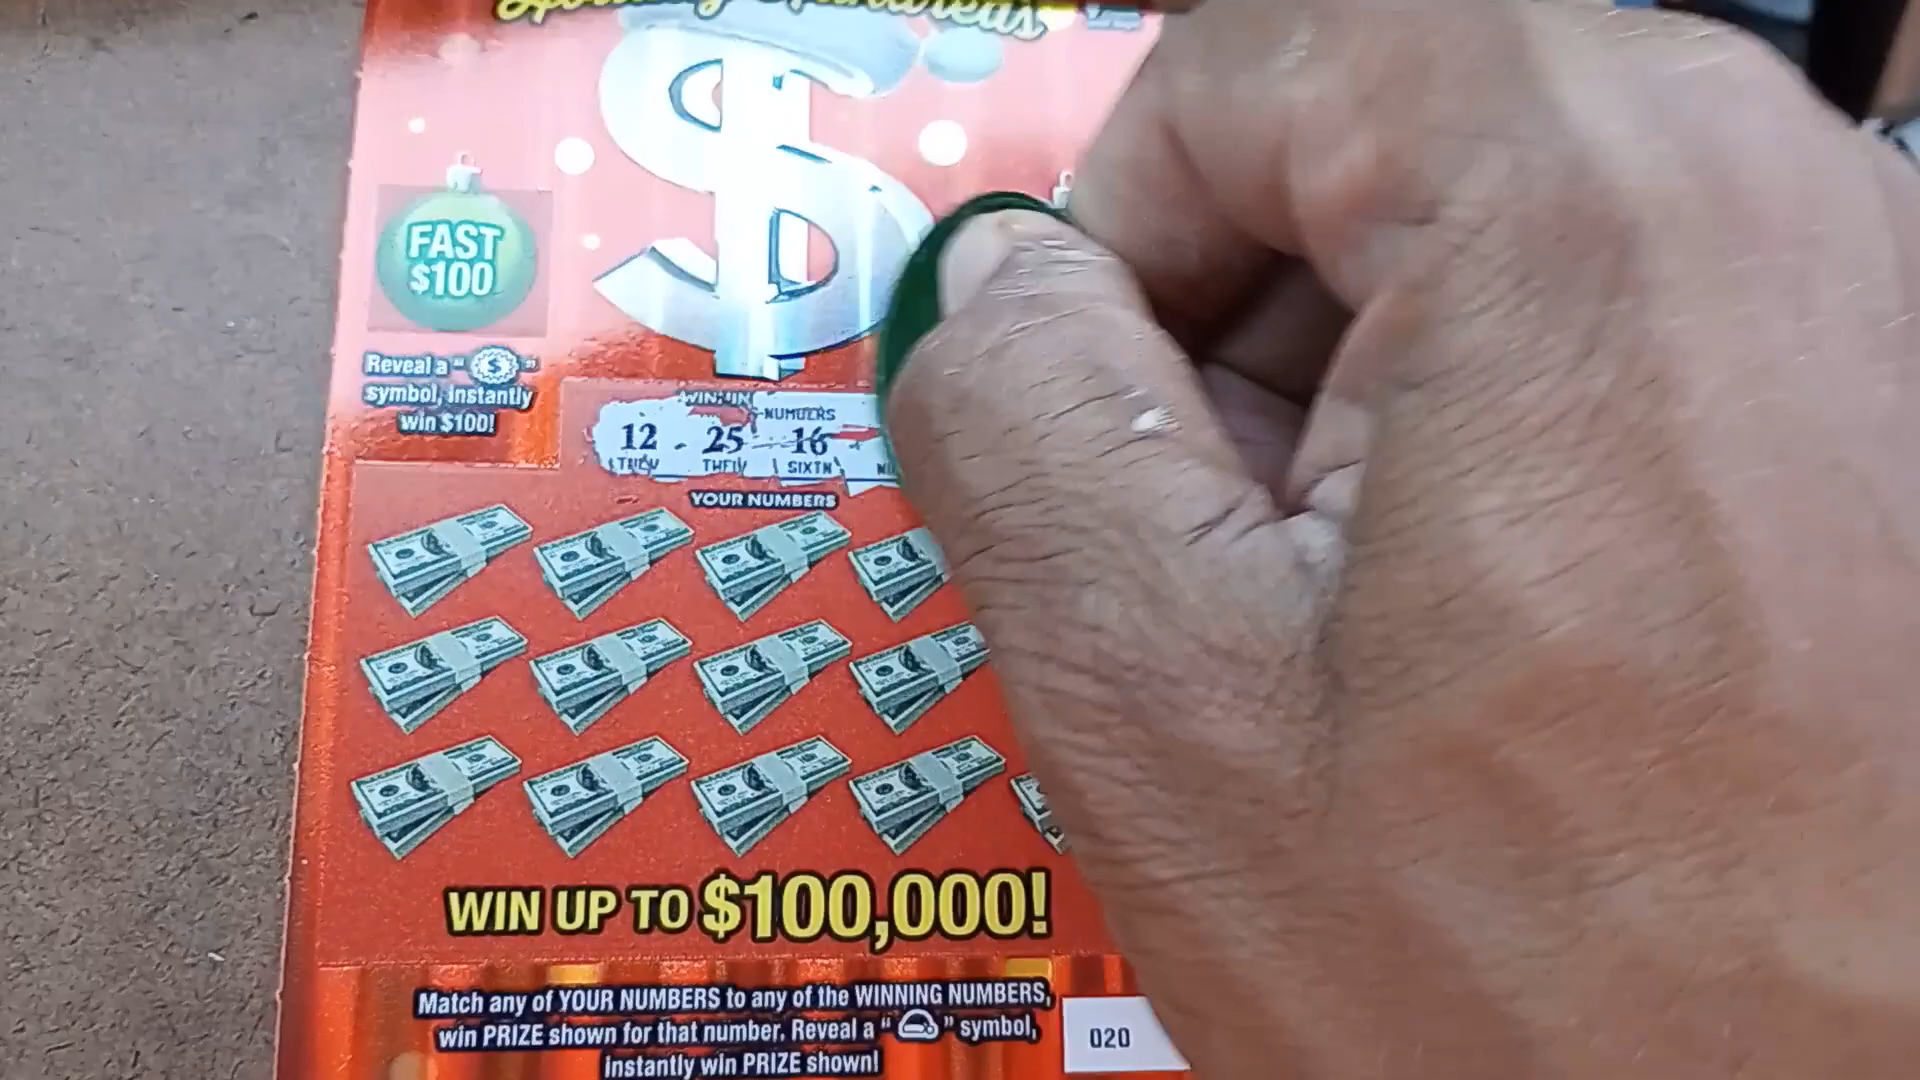 FAST
$100
Reveal a " $ "
symbol, instantly
win $100!
NUMBERS
12 25 16
SIXTN
YOUR NUMBERS
WIN UP TO $100,000!
Match any of YOUR NUMBERS to any of the WINNING NUMBERS,
win PRIZE shown for that number. Reveal a " " symbol,
instantly win PRIZE shown!
020